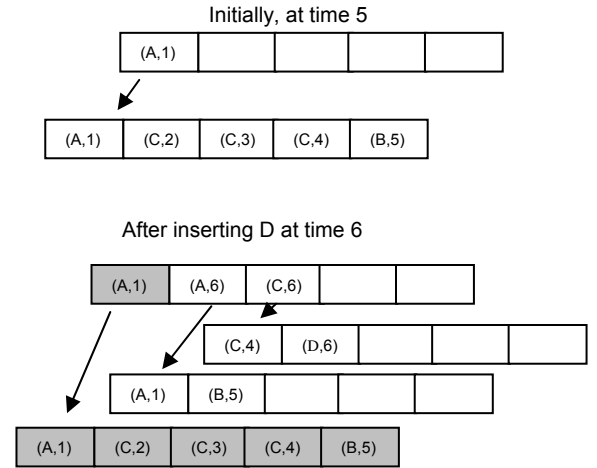 Initially, at time 5
(A,1)
(A,1) (C,2) (C,3) (C,4) (B,5)
After inserting D at time 6
(A,1) (A,6) (C,6)
(C,4) (D,6)
(A,1) (B,5)
(A,1) (C,2) (C,3) (C,4) (B,5)